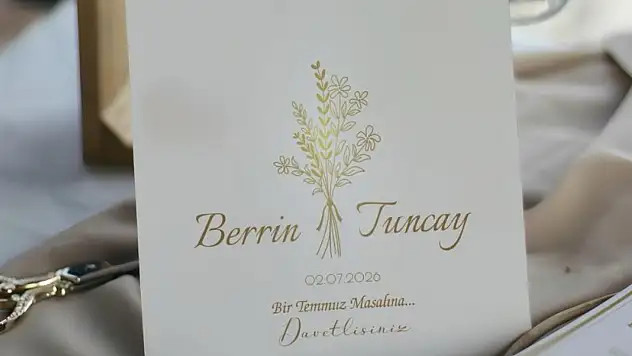 Berrin Tuncay
02.07.2026
Bir Temmuz Masalına...
Davetlisiniz